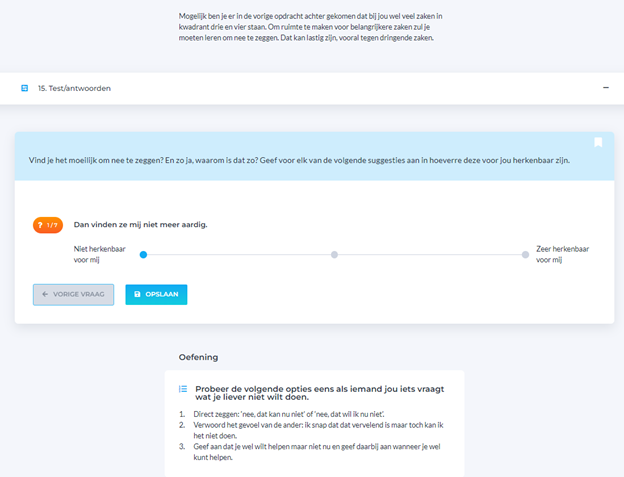 Mogelijk ben je er in de vorige opdracht achter gekomen dat bij jou wel veel zaken in
kwadrant drie en vier staan. Om ruimte te maken voor belangrijkere zaken zul je
moeten leren om nee te zeggen. Dat kan lastig zijn, vooral tegen dringende zaken.
15. Test/antwoorden
Vind je het moeilijk om nee te zeggen? En zo ja, waarom is dat zo? Geef voor elk van de volgende suggesties aan in hoeverre deze voor jou herkenbaar zijn.
? 1/7
Dan vinden ze mij niet meer aardig.
Niet herkenbaar
voor mij
Zeer herkenbaar
voor mij
VORIGE VRAAG
OPSLAAN
Oefening
Probeer de volgende opties eens als iemand jou iets vraagt
wat je liever niet wilt doen.
1. Direct zeggen: 'nee, dat kan nu niet' of 'nee, dat wil ik nu niet'.
2. Verwoord het gevoel van de ander: ik snap dat dat vervelend is maar toch kan ik
het niet doen.
3. Geef aan dat je wel wilt helpen maar niet nu en geef daarbij aan wanneer je wel
kunt helpen.